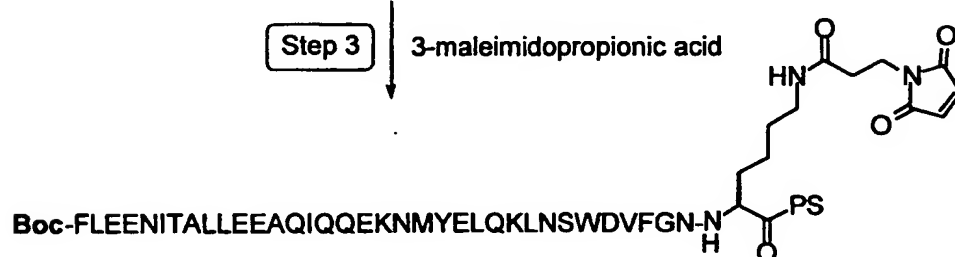 Step 3
3-maleimidopropionic acid
O
HN
O
N
O
Boc-FLEENITALLEEAQIQQEKNMYELQKLNSWDVFGN-N
H
PS
O